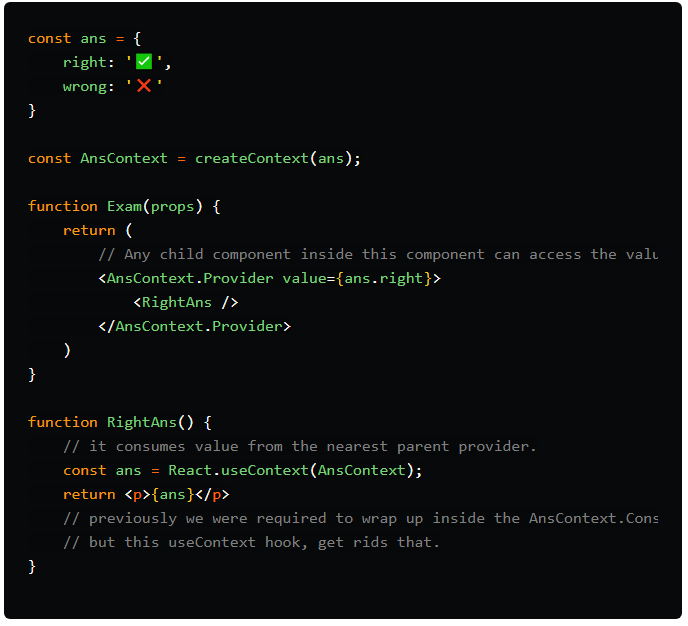 const ans = {
    right: '✅',
    wrong: '❌'
}
const AnsContext = createContext(ans);
function Exam(props) {
    return (
        // Any child component inside this component can access the valu
        <AnsContext.Provider value={ans.right}>
            <RightAns />
        </AnsContext.Provider>
    )
}
function RightAns() {
    // it consumes value from the nearest parent provider.
    const ans = React.useContext(AnsContext);
    return <p>{ans}</p>
    // previously we were required to wrap up inside the AnsContext.Cons
    // but this useContext hook, get rids that.
}